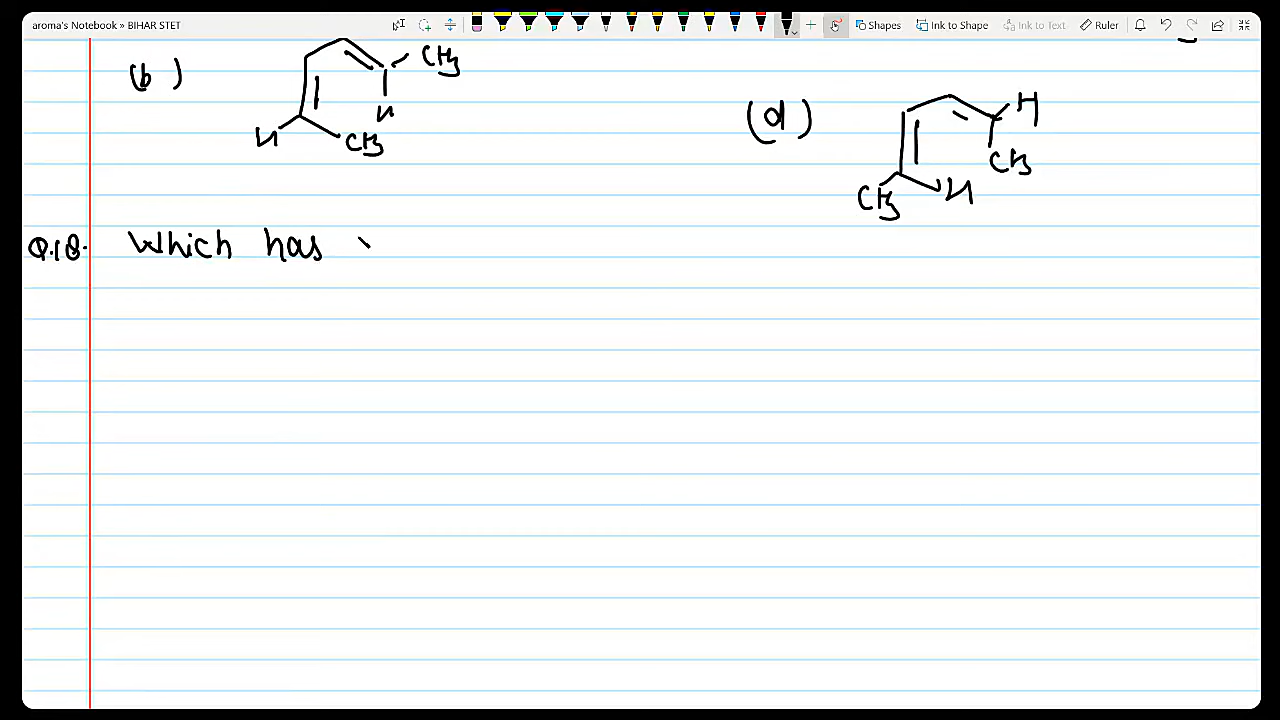 aroma's Notebook » BIHAR STET
Shapes
Ink to Shape
Ink to Text
Ruler
(b)
CH3
H
H
CH3
(d)
H
CH3
CH3
H
Q.18. Which has